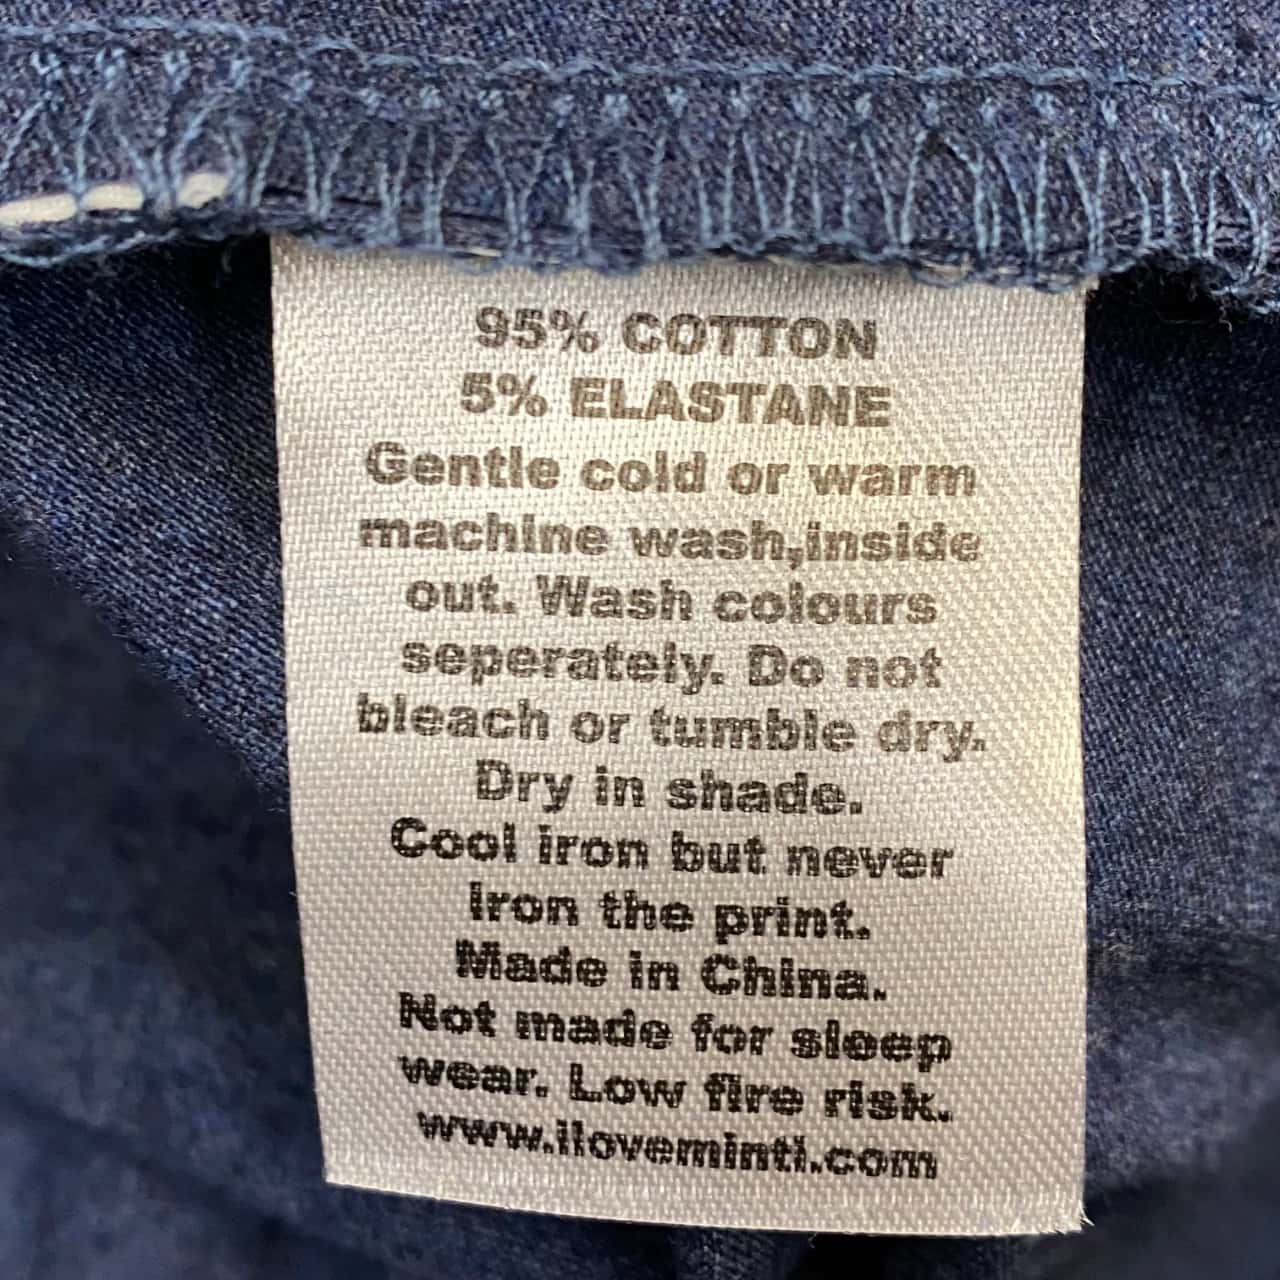 95% COTTON
5% ELASTANE
Gentle cold or warm
machine wash,inside
out. Wash colours
seperately. Do not
bleach or tumble dry.
Dry in shade.
Cool iron but never
iron the print.
Made in China.
Not made for sleep
wear. Low fire risk.
www.iloveminti.com